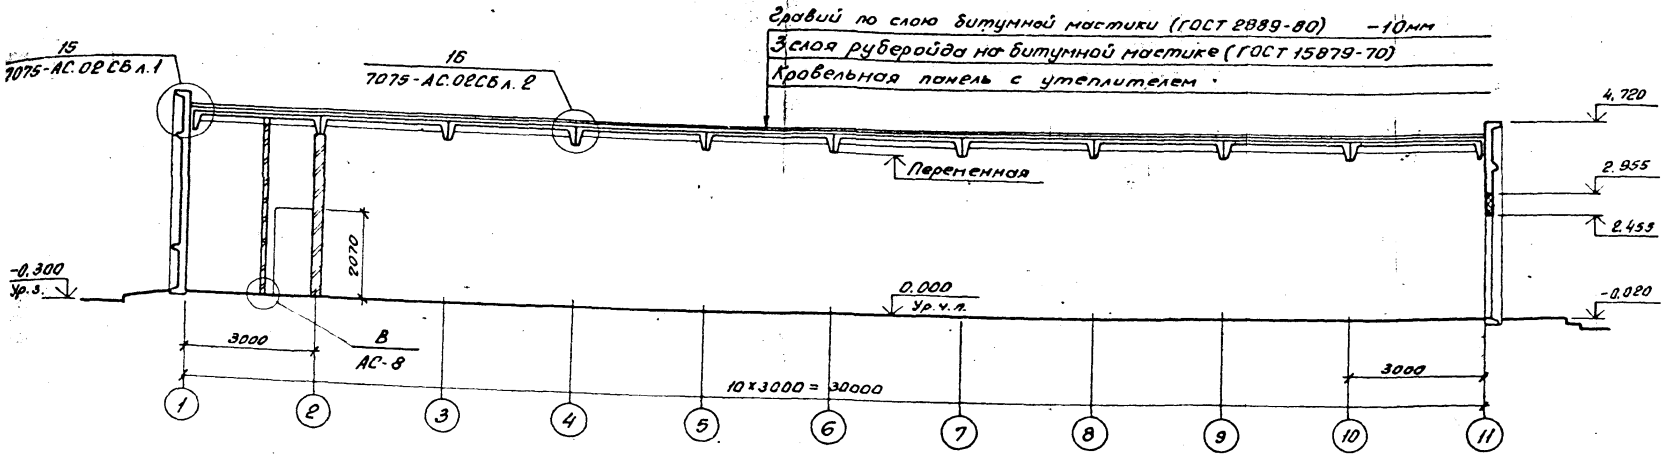 Гравий по слою битумной мастики (ГОСТ 2889-80) -10мм
3 слоя рубероида на битумной мастике (ГОСТ 15879-70)
Кровельная панель с утеплителем
15
7075-АС.02СБ л.1
16
7075-АС.02СБ л.2
4.720
2.955
2.455
-0.020
Переменная
2070
-0.300
Ур.з.
0.000
Ур.ч.п.
3000
В
АС-8
10х3000=30000
3000
1
2
3
4
5
6
7
8
9
10
11